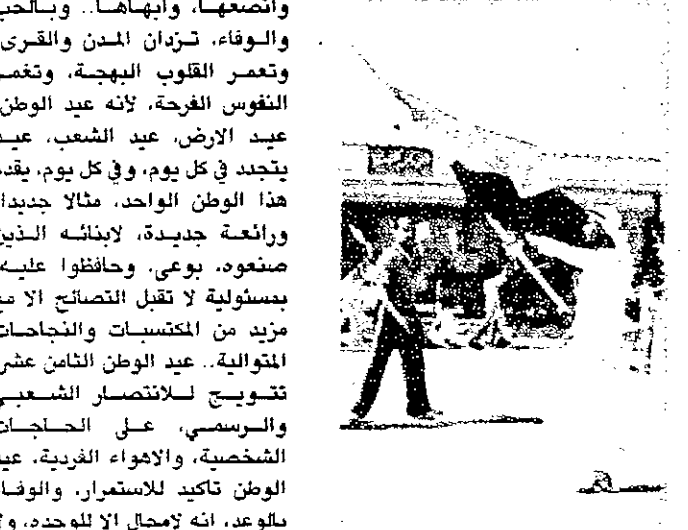 وانصعها، وابهاها.. وبالحب
والوفاء، تزدان المدن والقرى
وتعمر القلوب البهجة، وتغمر
النفوس الفرحة، لأنه عيد الوطن
عيد الارض، عيد الشعب، عيد
يتجدد في كل يوم، وفي كل يوم، يقدم
هذا الوطن الواحد، مثالا جديدا
ورائعة جديدة، لابنائه الذين
صنعوه، بوعي، وحافظوا عليه
بمسئولية لا تقبل التصالح الا مع
مزيد من المكتسبات والنجاحات
المتوالية.. عيد الوطن الثامن عشر
تتويج للانتصار الشعبي
والرسمي، على الحاجات
الشخصية، والاهواء الفردية، عيد
الوطن تاكيد للاستمرار، والوفاء
بالوعد، انه لامجال الا للوحده، ولا